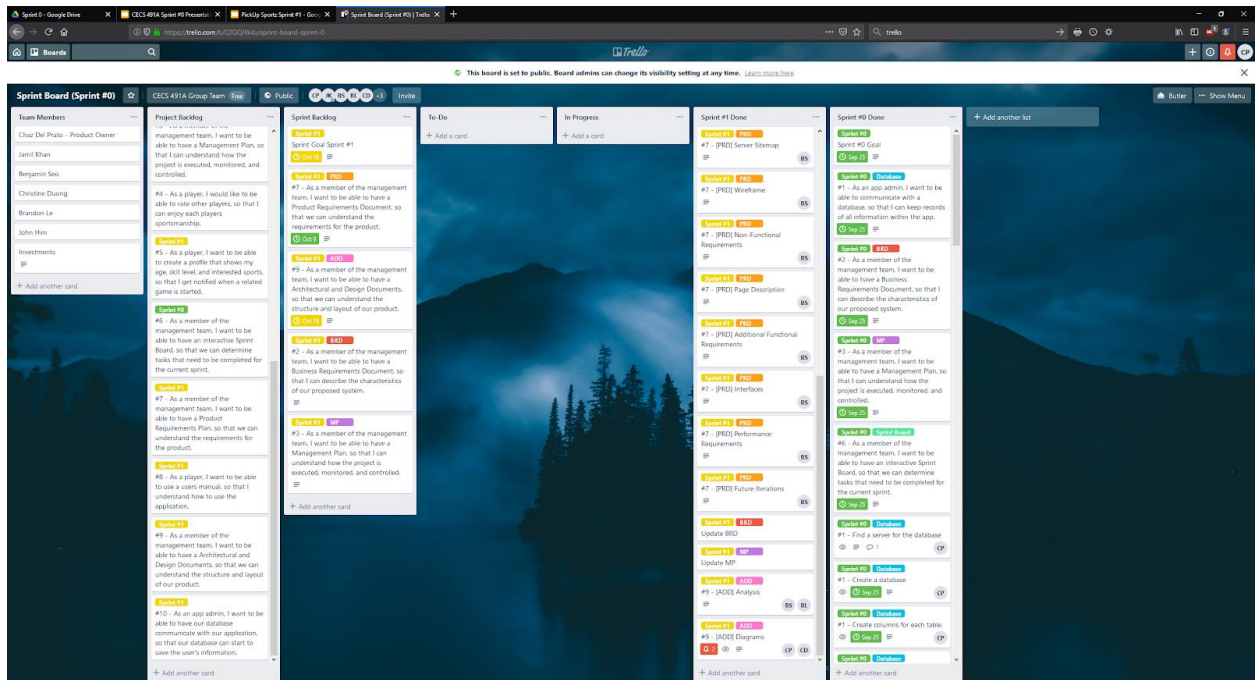 Sprint 0 - Google Drive
CECS 491A Sprint #0 Presentat
PickUp Sportz Sprint #1 - Goog
Sprint Board (Sprint #0) | Trello
https://trello.com/b/
/sprint-board-sprint-0
trello
Boards
Trello
CP
This board is set to public. Board admins can change its visibility setting at any time. Learn more here
Sprint Board (Sprint #0)
CECS 491A Group Team Free
Public
CP JK BS BL CD +3
Invite
Butler
Show Menu
Team Members
Chaz Del Prato - Product Owner
Jamil Khan
Benjamin Seo
Christine Duong
Brandon Le
John Him
Investments
+ Add another card
Project Backlog
management team, I want to be
able to have a Management Plan, so
that I can understand how the
project is executed, monitored, and
controlled.
#4 - As a player, I would like to be
able to rate other players, so that I
can enjoy each players
sportsmanship.
Sprint #1
#5 - As a player, I want to be able
to create a profile that shows my
age, skill level, and interested sports,
so that I get notified when a related
game is started.
Sprint #0
#6 - As a member of the
management team, I want to be
able to have an interactive Sprint
Board, so that we can determine
tasks that need to be completed for
the current sprint.
Sprint #1
#7 - As a member of the
management team, I want to be
able to have a Product
Requirements Plan, so that we can
understand the requirements for
the product.
Sprint #1
#8 - As a player, I want to be able
to use a users manual, so that I
understand how to use the
application.
Sprint #1
#9 - As a member of the
management team, I want to be
able to have a Architectural and
Design Documents, so that we can
understand the structure and layout
of our product.
Sprint #1
#10 - As an app admin, I want to be
able to have our database
communicate with our application,
so that our database can start to
save the user's information.
+ Add another card
Sprint Backlog
Sprint #1
Sprint Goal Sprint #1
Oct 16
Sprint #1 PRD
#7 - As a member of the management
team, I want to be able to have a
Product Requirements Document, so
that we can understand the
requirements for the product.
Oct 9
Sprint #1 ADD
#9 - As a member of the management
team, I want to be able to have a
Architectural and Design Documents,
so that we can understand the
structure and layout of our product.
Oct 16
Sprint #1 BRD
#2 - As a member of the management
team, I want to be able to have a
Business Requirements Document, so
that I can describe the characteristics
of our proposed system.
Sprint #1 MP
#3 - As a member of the management
team, I want to be able to have a
Management Plan, so that I can
understand how the project is
executed, monitored, and controlled.
+ Add another card
To-Do
+ Add a card
In Progress
+ Add a card
Sprint #1 Done
Sprint #1 PRD
#7 - [PRD] Server Sitemap
BS
Sprint #1 PRD
#7 - [PRD] Wireframe
BS
Sprint #1 PRD
#7 - [PRD] Non-Functional
Requirements
BS
Sprint #1 PRD
#7 - [PRD] Page Description
BS
Sprint #1 PRD
#7 - [PRD] Additional Functional
Requirements
BS
Sprint #1 PRD
#7 - [PRD] Interfaces
BS
Sprint #1 PRD
#7 - [PRD] Performance
Requirements
BS
Sprint #1 PRD
#7 - [PRD] Future Iterations
BS
Sprint #1 BRD
Update BRD
Sprint #1 MP
Update MP
Sprint #1 ADD
#9 - [ADD] Analysis
BS BL
Sprint #1 ADD
#9 - [ADD] Diagrams
2
CP CD
+ Add another card
Sprint #0 Done
Sprint #0
Sprint #0 Goal
Sep 25
Sprint #0 Database
#1 - As an app admin, I want to be
able to communicate with a
database, so that I can keep records
of all information within the app.
Sep 25
Sprint #0 BRD
#2 - As a member of the
management team, I want to be
able to have a Business
Requirements Document, so that I
can describe the characteristics of
our proposed system.
Sep 25
Sprint #0 MP
#3 - As a member of the
management team, I want to be
able to have a Management Plan, so
that I can understand how the
project is executed, monitored, and
controlled.
Sep 25
Sprint #0 Sprint Board
#6 - As a member of the
management team, I want to be
able to have an interactive Sprint
Board, so that we can determine
tasks that need to be completed for
the current sprint.
Sep 25
Sprint #0 Database
#1 - Find a server for the database
1
CP
Sprint #0 Database
#1 - Create a database
Sep 25
CP
Sprint #0 Database
#1 - Create columns for each table.
Sep 25
CP
Sprint #0 Database
+ Add another card
+ Add another list